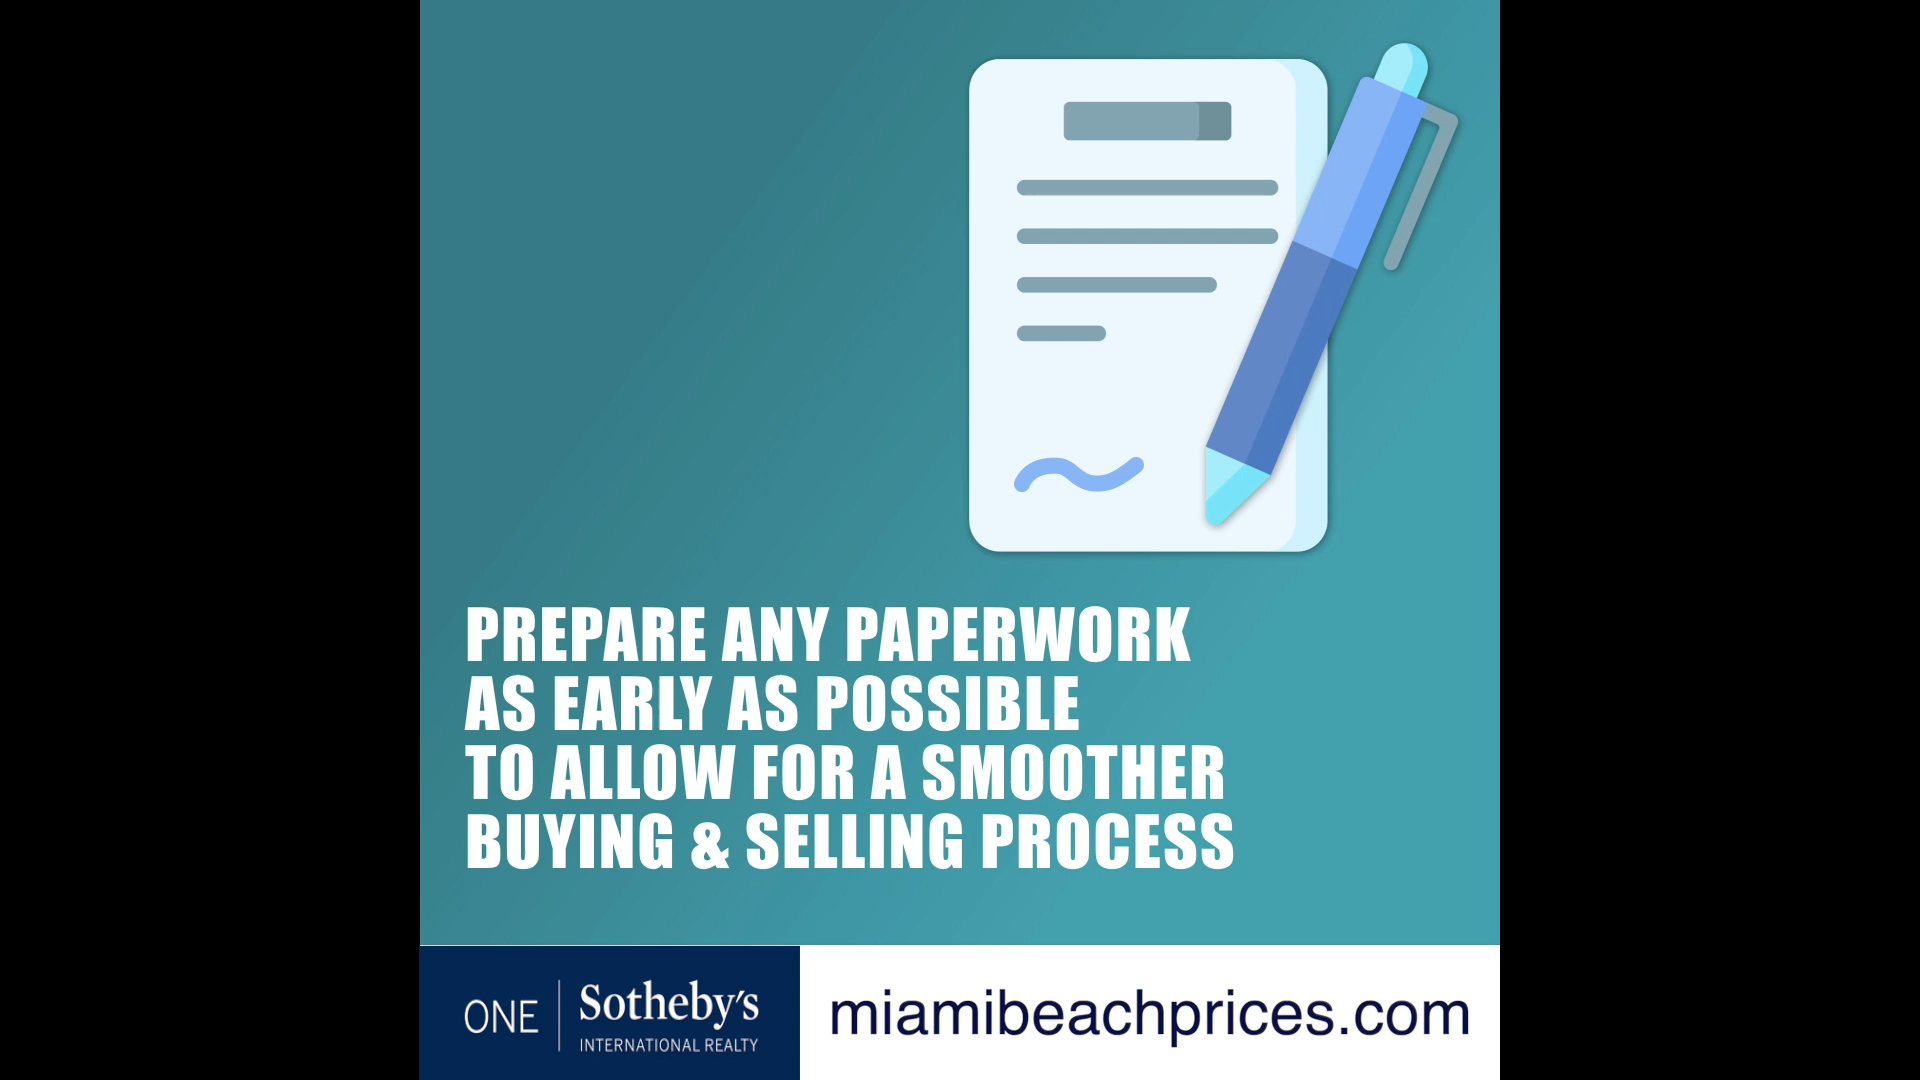 PREPARE ANY PAPERWORK
AS EARLY AS POSSIBLE
TO ALLOW FOR A SMOOTHER
BUYING & SELLING PROCESS
ONE
Sotheby's
INTERNATIONAL REALTY
miamibeachprices.com